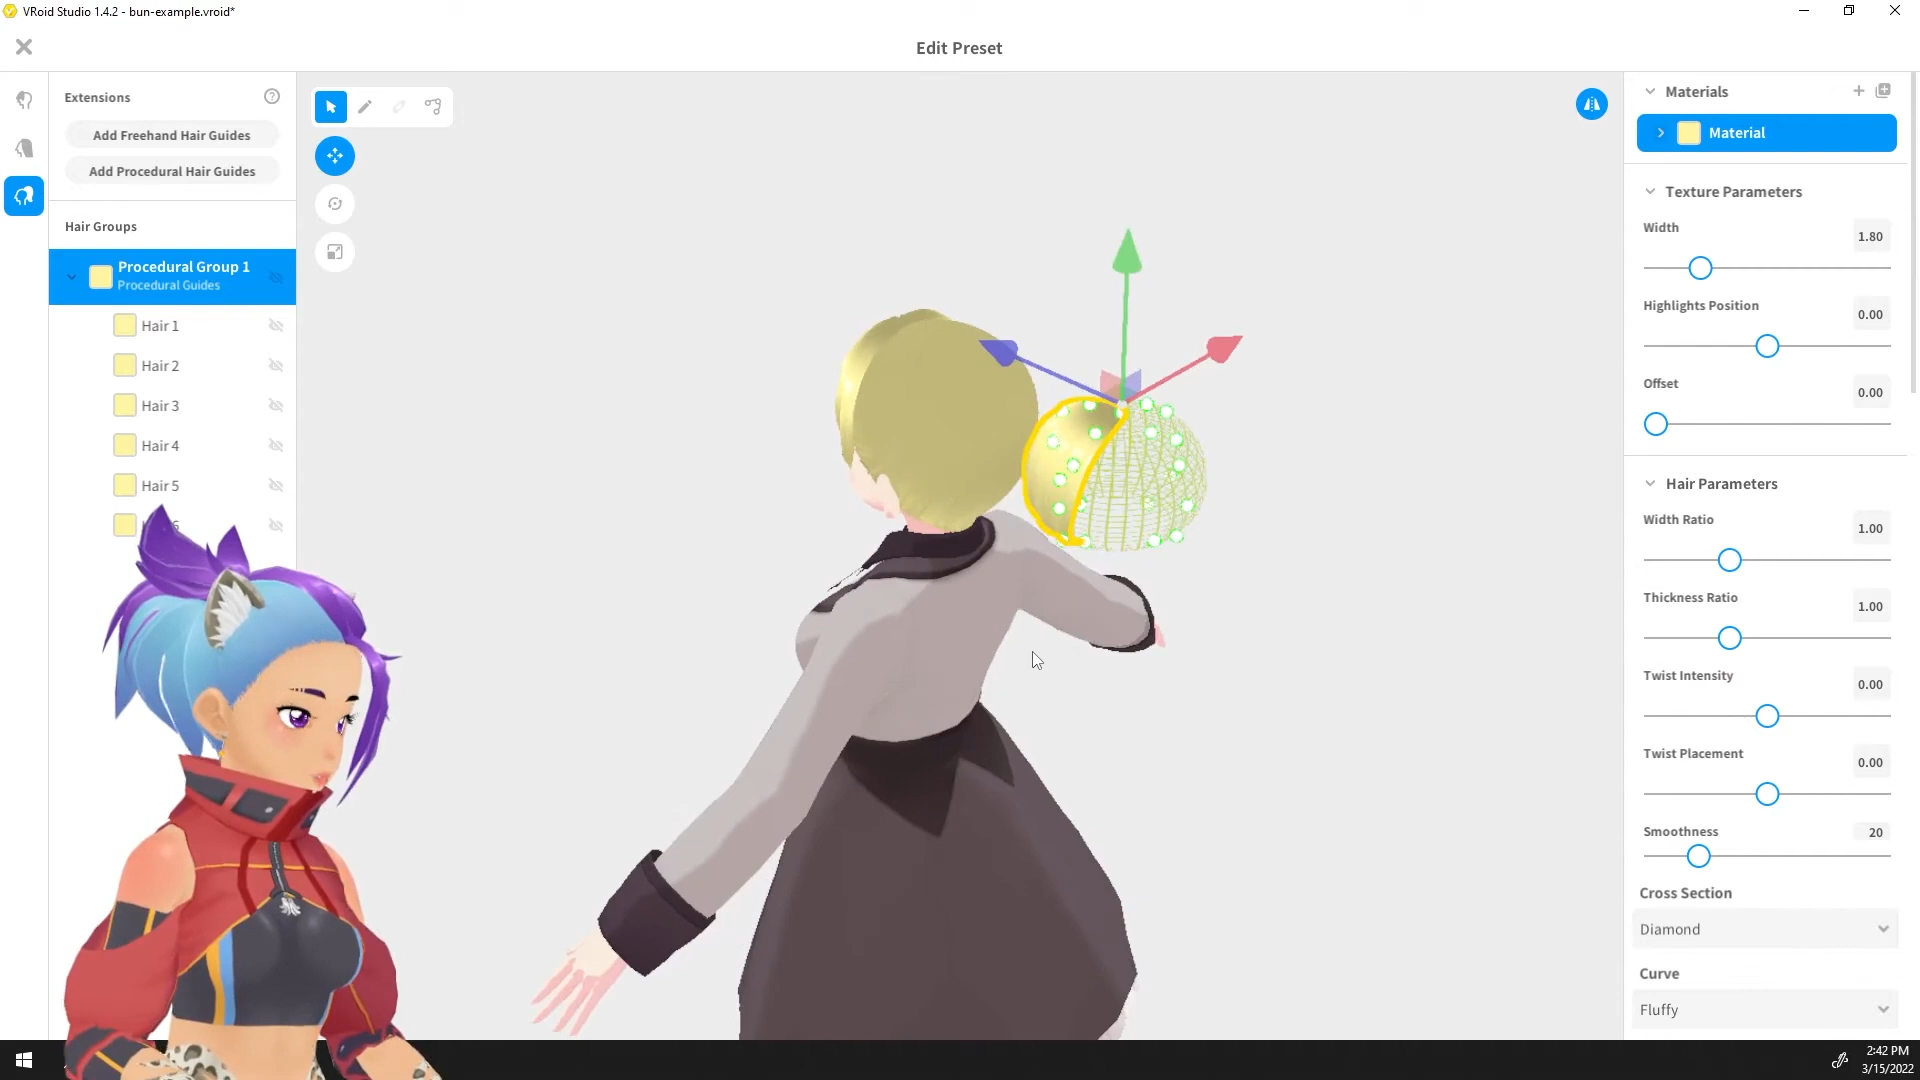 VRoid Studio 1.4.2 - bun-example.vroid*
Edit Preset
Extensions
Add Freehand Hair Guides
Add Procedural Hair Guides
Hair Groups
Procedural Group 1
Procedural Guides
Hair 1
Hair 2
Hair 3
Hair 4
Hair 5
Materials
Material
Texture Parameters
Width
1.80
Highlights Position
0.00
Offset
0.00
Hair Parameters
Width Ratio
1.00
Thickness Ratio
1.00
Twist Intensity
0.00
Twist Placement
0.00
Smoothness
20
Cross Section
Diamond
Curve
Fluffy
2:42 PM
3/15/2022